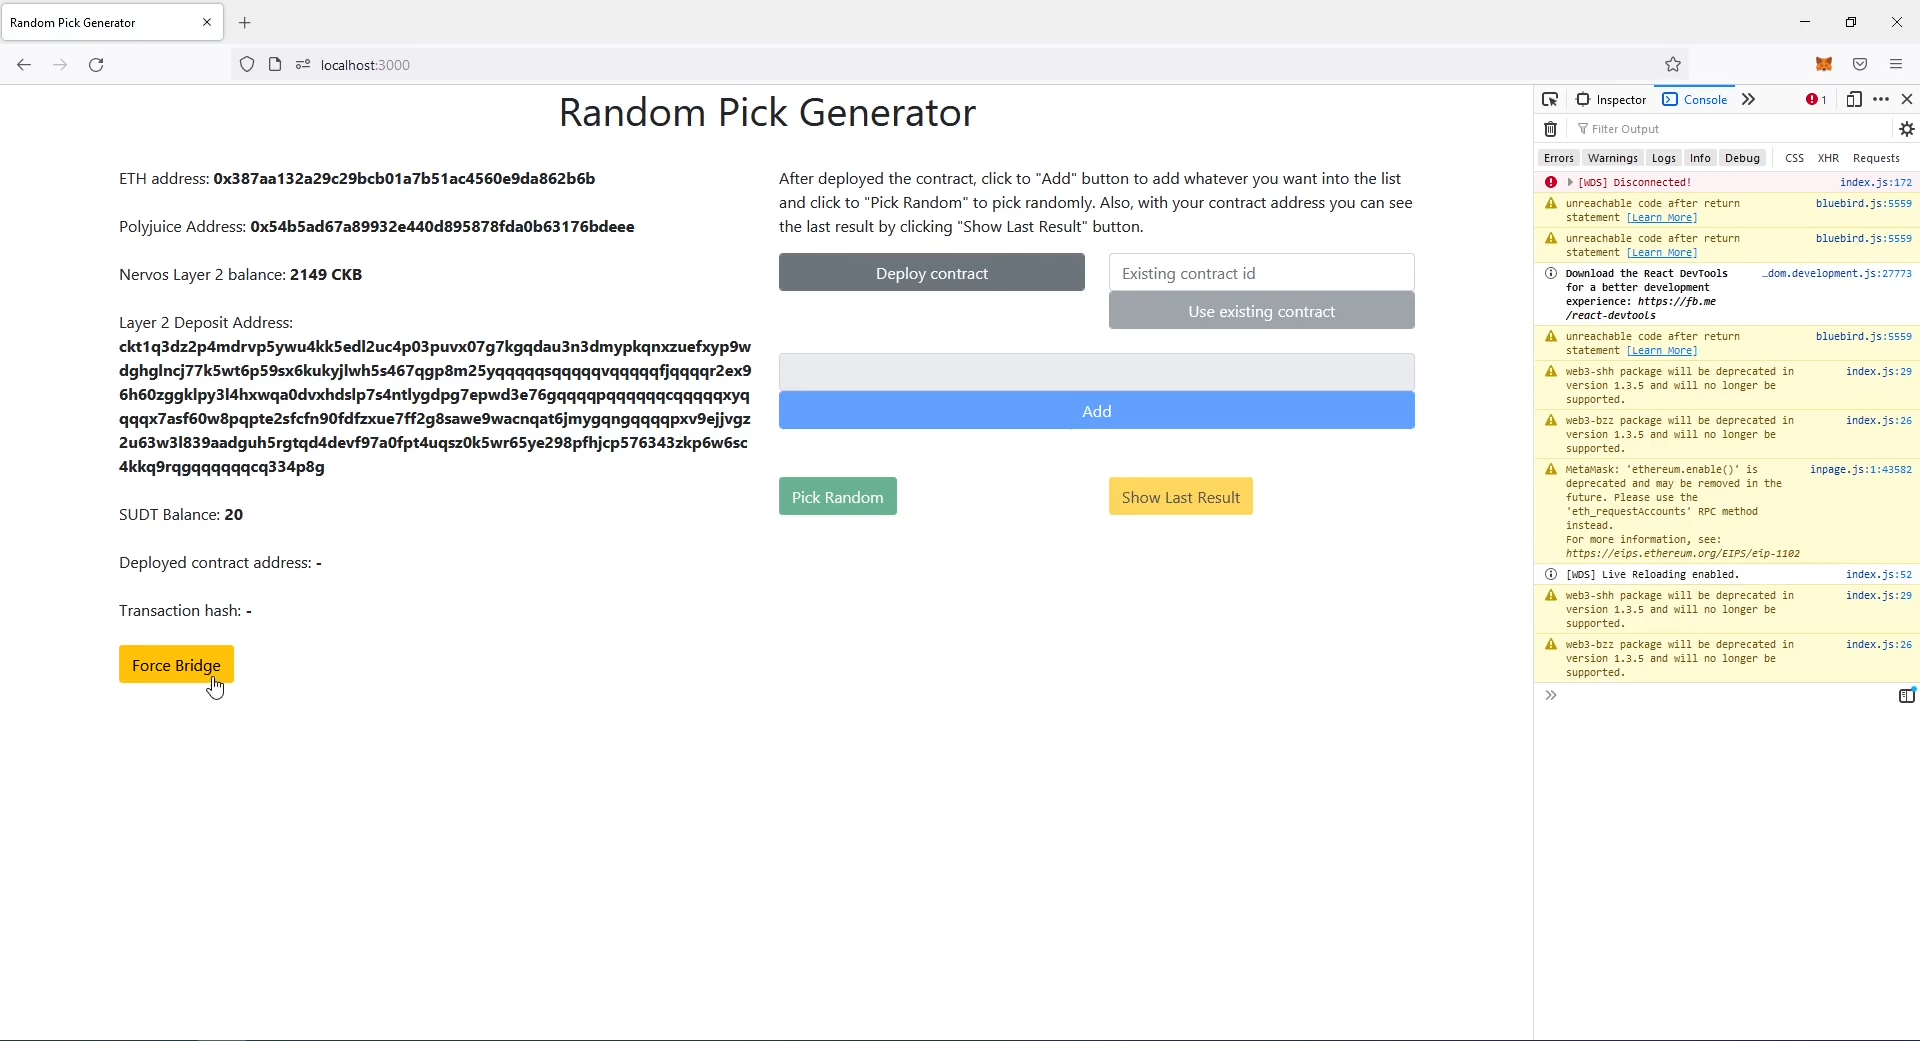 Random Pick Generator
localhost:3000
Random Pick Generator
ETH address: 0x387aa132a29c29bcb01a7b51ac4560e9da862b6b
Polyjuice Address: 0x54b5ad67a89932e440d895878fda0b63176bdeee
Nervos Layer 2 balance: 2149 CKB
Layer 2 Deposit Address:
ckt1q3dz2p4mdrvp5ywu4kk5edl2uc4p03puvx07g7kgqdau3n3dmypkqnxzuefxyp9w
dghglncj77k5wt6p59sx6kukyjlwh5s467qgp8m25yqqqqqsqqqqqvqqqqqfjqqqqr2ex9
6h60zggklpy3l4hxwqa0dvxhdslp7s4ntlygdpg7epwd3e76gqqqqpqqqqqqcqqqqqxyq
qqqx7asf60w8pqpte2sfcfn90fdfzxue7ff2g8sawe9wacnqat6jmygqngqqqqpxv9ejjvgz
2u63w3l839aadguh5rgtqd4devf97a0fpt4uqsz0k5wr65ye298pfhjcp576343zkp6w6sc
4kkq9rqgqqqqqqcq334p8g
SUDT Balance: 20
Deployed contract address: -
Transaction hash: -
Force Bridge
After deployed the contract, click to "Add" button to add whatever you want into the list
and click to "Pick Random" to pick randomly. Also, with your contract address you can see
the last result by clicking "Show Last Result" button.
Deploy contract
Existing contract id
Use existing contract
Add
Pick Random
Show Last Result
Inspector
Console
1
Filter Output
Errors Warnings Logs Info Debug CSS XHR Requests
[WDS] Disconnected! index.js:172
unreachable code after return bluebird.js:5559
statement [Learn More]
unreachable code after return bluebird.js:5559
statement [Learn More]
Download the React DevTools …dom.development.js:27773
for a better development
experience: https://fb.me
/react-devtools
unreachable code after return bluebird.js:5559
statement [Learn More]
web3-shh package will be deprecated in index.js:29
version 1.3.5 and will no longer be
supported.
web3-bzz package will be deprecated in index.js:26
version 1.3.5 and will no longer be
supported.
MetaMask: 'ethereum.enable()' is inpage.js:1:43582
deprecated and may be removed in the
future. Please use the
'eth_requestAccounts' RPC method
instead.
For more information, see:
https://eips.ethereum.org/EIPS/eip-1102
[WDS] Live Reloading enabled. index.js:52
web3-shh package will be deprecated in index.js:29
version 1.3.5 and will no longer be
supported.
web3-bzz package will be deprecated in index.js:26
version 1.3.5 and will no longer be
supported.